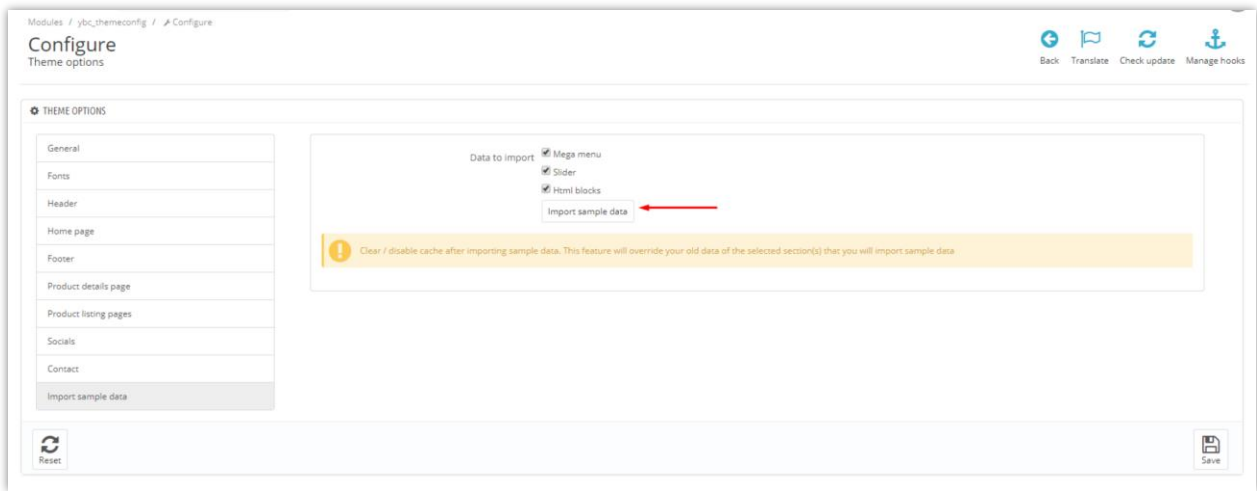 Modules / ybc_themeconfig / Configure
Configure
Theme options
Back Translate Check update Manage hooks
THEME OPTIONS
General
Fonts
Header
Home page
Footer
Product details page
Product listing pages
Socials
Contact
Import sample data
Data to import Mega menu
Slider
Html blocks
Import sample data
Clear / disable cache after importing sample data. This feature will override your old data of the selected section(s) that you will import sample data
Reset
Save